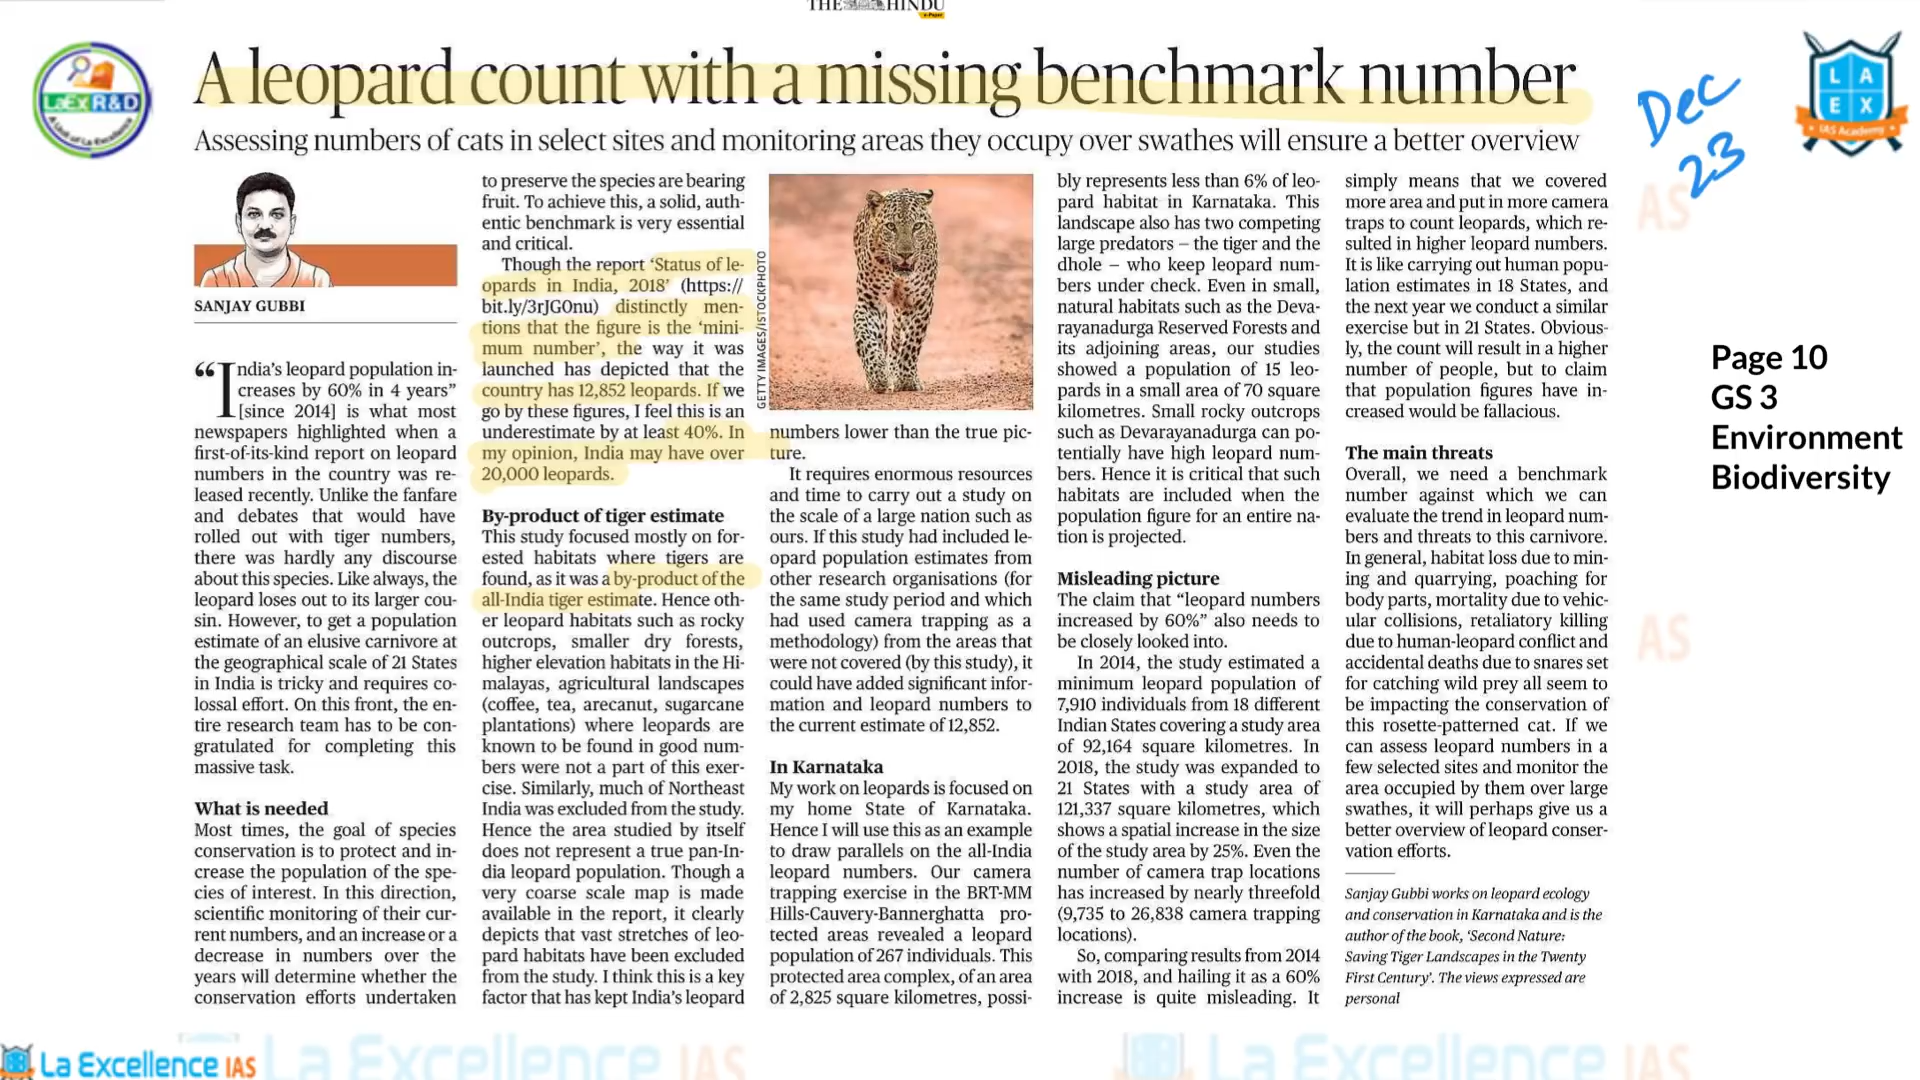 THE HINDU
e-Paper
A leopard count with a missing benchmark number
Assessing numbers of cats in select sites and monitoring areas they occupy over swathes will ensure a better overview
LaEx R&D
A Unit of La Excellence
Dec
23
L A
E X
IAS Academy
SANJAY GUBBI
“India’s leopard population in-
creases by 60% in 4 years”
[since 2014] is what most
newspapers highlighted when a
first-of-its-kind report on leopard
numbers in the country was re-
leased recently. Unlike the fanfare
and debates that would have
rolled out with tiger numbers,
there was hardly any discourse
about this species. Like always, the
leopard loses out to its larger cou-
sin. However, to get a population
estimate of an elusive carnivore at
the geographical scale of 21 States
in India is tricky and requires co-
lossal effort. On this front, the en-
tire research team has to be con-
gratulated for completing this
massive task.
What is needed
Most times, the goal of species
conservation is to protect and in-
crease the population of the spe-
cies of interest. In this direction,
scientific monitoring of their cur-
rent numbers, and an increase or a
decrease in numbers over the
years will determine whether the
conservation efforts undertaken
to preserve the species are bearing
fruit. To achieve this, a solid, auth-
entic benchmark is very essential
and critical.
Though the report ‘Status of le-
opards in India, 2018’ (https://
bit.ly/3rJGOnu) distinctly men-
tions that the figure is the ‘mini-
mum number’, the way it was
launched has depicted that the
country has 12,852 leopards. If we
go by these figures, I feel this is an
underestimate by at least 40%. In
my opinion, India may have over
20,000 leopards.
By-product of tiger estimate
This study focused mostly on for-
ested habitats where tigers are
found, as it was a by-product of the
all-India tiger estimate. Hence oth-
er leopard habitats such as rocky
outcrops, smaller dry forests,
higher elevation habitats in the Hi-
malayas, agricultural landscapes
(coffee, tea, arecanut, sugarcane
plantations) where leopards are
known to be found in good num-
bers were not a part of this exer-
cise. Similarly, much of Northeast
India was excluded from the study.
Hence the area studied by itself
does not represent a true pan-In-
dia leopard population. Though a
very coarse scale map is made
available in the report, it clearly
depicts that vast stretches of leo-
pard habitats have been excluded
from the study. I think this is a key
factor that has kept India’s leopard
GETTY IMAGES/ISTOCKPHOTO
numbers lower than the true pic-
ture.
It requires enormous resources
and time to carry out a study on
the scale of a large nation such as
ours. If this study had included le-
opard population estimates from
other research organisations (for
the same study period and which
had used camera trapping as a
methodology) from the areas that
were not covered (by this study), it
could have added significant infor-
mation and leopard numbers to
the current estimate of 12,852.
In Karnataka
My work on leopards is focused on
my home State of Karnataka.
Hence I will use this as an example
to draw parallels on the all-India
leopard numbers. Our camera
trapping exercise in the BRT-MM
Hills-Cauvery-Bannerghatta pro-
tected areas revealed a leopard
population of 267 individuals. This
protected area complex, of an area
of 2,825 square kilometres, possi-
bly represents less than 6% of leo-
pard habitat in Karnataka. This
landscape also has two competing
large predators – the tiger and the
dhole – who keep leopard num-
bers under check. Even in small,
natural habitats such as the Deva-
rayanadurga Reserved Forests and
its adjoining areas, our studies
showed a population of 15 leo-
pards in a small area of 70 square
kilometres. Small rocky outcrops
such as Devarayanadurga can po-
tentially have high leopard num-
bers. Hence it is critical that such
habitats are included when the
population figure for an entire na-
tion is projected.
Misleading picture
The claim that “leopard numbers
increased by 60%” also needs to
be closely looked into.
In 2014, the study estimated a
minimum leopard population of
7,910 individuals from 18 different
Indian States covering a study area
of 92,164 square kilometres. In
2018, the study was expanded to
21 States with a study area of
121,337 square kilometres, which
shows a spatial increase in the size
of the study area by 25%. Even the
number of camera trap locations
has increased by nearly threefold
(9,735 to 26,838 camera trapping
locations).
So, comparing results from 2014
with 2018, and hailing it as a 60%
increase is quite misleading. It
simply means that we covered
more area and put in more camera
traps to count leopards, which re-
sulted in higher leopard numbers.
It is like carrying out human popu-
lation estimates in 18 States, and
the next year we conduct a similar
exercise but in 21 States. Obvious-
ly, the count will result in a higher
number of people, but to claim
that population figures have in-
creased would be fallacious.
The main threats
Overall, we need a benchmark
number against which we can
evaluate the trend in leopard num-
bers and threats to this carnivore.
In general, habitat loss due to min-
ing and quarrying, poaching for
body parts, mortality due to vehic-
ular collisions, retaliatory killing
due to human-leopard conflict and
accidental deaths due to snares set
for catching wild prey all seem to
be impacting the conservation of
this rosette-patterned cat. If we
can assess leopard numbers in a
few selected sites and monitor the
area occupied by them over large
swathes, it will perhaps give us a
better overview of leopard conser-
vation efforts.
Sanjay Gubbi works on leopard ecology
and conservation in Karnataka and is the
author of the book, ‘Second Nature:
Saving Tiger Landscapes in the Twenty
First Century’. The views expressed are
personal
Page 10
GS 3
Environment
Biodiversity
IAS
IAS
La Excellence IAS
La Excellence IAS
La Excellence IAS